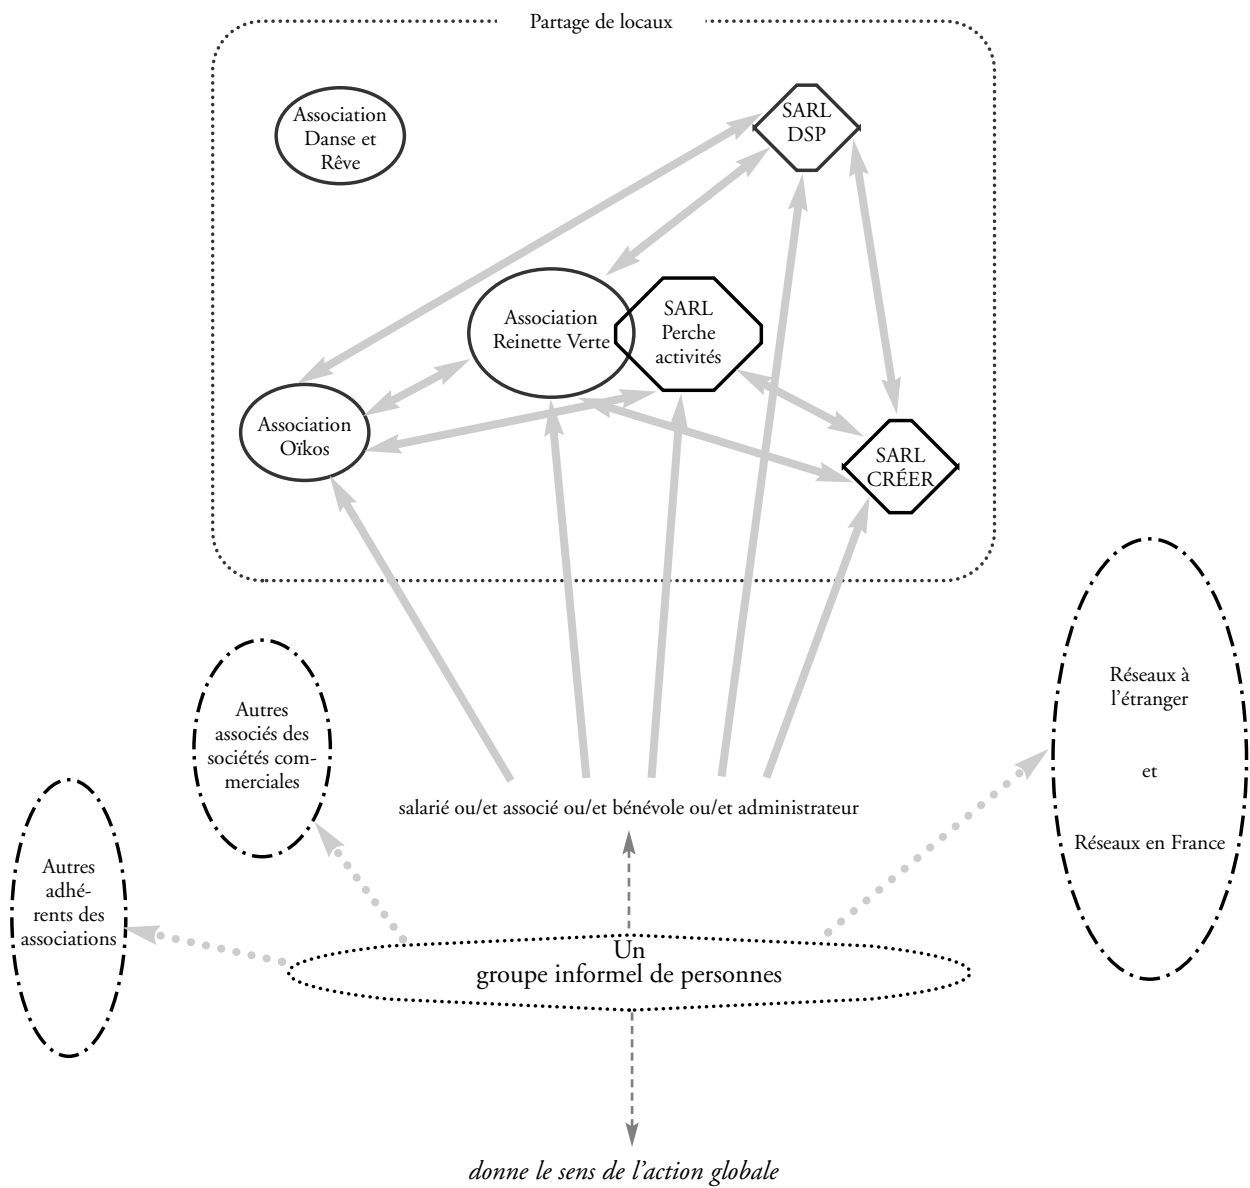 Partage de locaux
Association
Danse et
Rêve
SARL
DSP
Association
Reinette Verte
SARL
Perche
activités
Association
Oïkos
SARL
CRÉER
Autres
associés des
sociétés com-
merciales
Réseaux à
l'étranger
et
Réseaux en France
salarié ou/et associé ou/et bénévole ou/et administrateur
Autres
adhé-
rents des
associations
Un
groupe informel de personnes
donne le sens de l'action globale